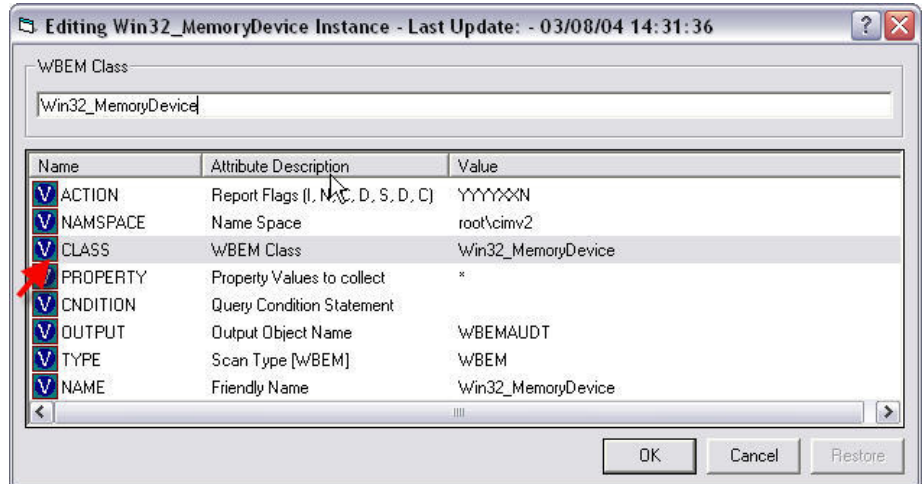 Editing Win32_MemoryDevice Instance - Last Update: - 03/08/04 14:31:36
WBEM Class
Win32_MemoryDevice
Name Attribute Description Value
V ACTION Report Flags (I, N, C, D, S, D, C) YYYYXXN
V NAMSPACE Name Space root\cimv2
V CLASS WBEM Class Win32_MemoryDevice
V PROPERTY Property Values to collect *
V CNDITION Query Condition Statement
V OUTPUT Output Object Name WBEMAUDT
V TYPE Scan Type [WBEM] WBEM
V NAME Friendly Name Win32_MemoryDevice
OK Cancel Restore